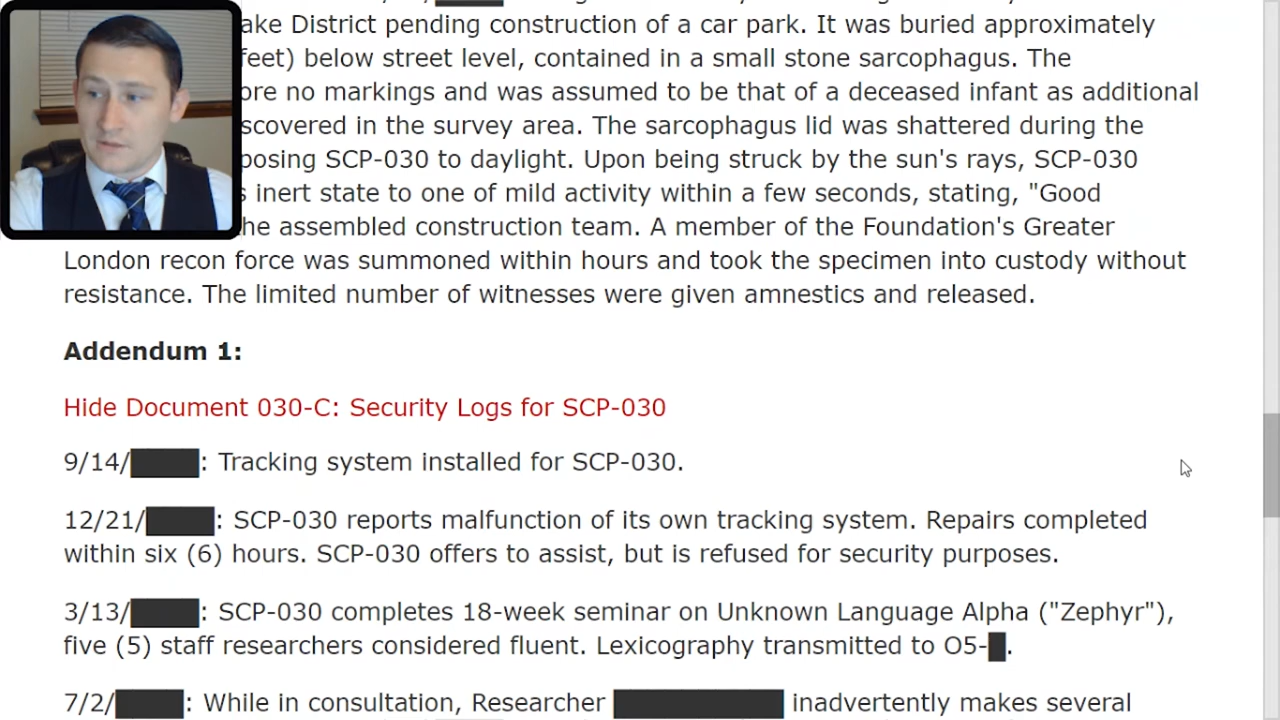 ake District pending construction of a car park. It was buried approximately
feet) below street level, contained in a small stone sarcophagus. The
ore no markings and was assumed to be that of a deceased infant as additional
scovered in the survey area. The sarcophagus lid was shattered during the
posing SCP-030 to daylight. Upon being struck by the sun's rays, SCP-030
s inert state to one of mild activity within a few seconds, stating, "Good
he assembled construction team. A member of the Foundation's Greater
London recon force was summoned within hours and took the specimen into custody without
resistance. The limited number of witnesses were given amnestics and released.
Addendum 1:
Hide Document 030-C: Security Logs for SCP-030
9/14/████: Tracking system installed for SCP-030.
12/21/████: SCP-030 reports malfunction of its own tracking system. Repairs completed
within six (6) hours. SCP-030 offers to assist, but is refused for security purposes.
3/13/████: SCP-030 completes 18-week seminar on Unknown Language Alpha ("Zephyr"),
five (5) staff researchers considered fluent. Lexicography transmitted to O5-█.
7/2/████: While in consultation, Researcher ██████████ inadvertently makes several